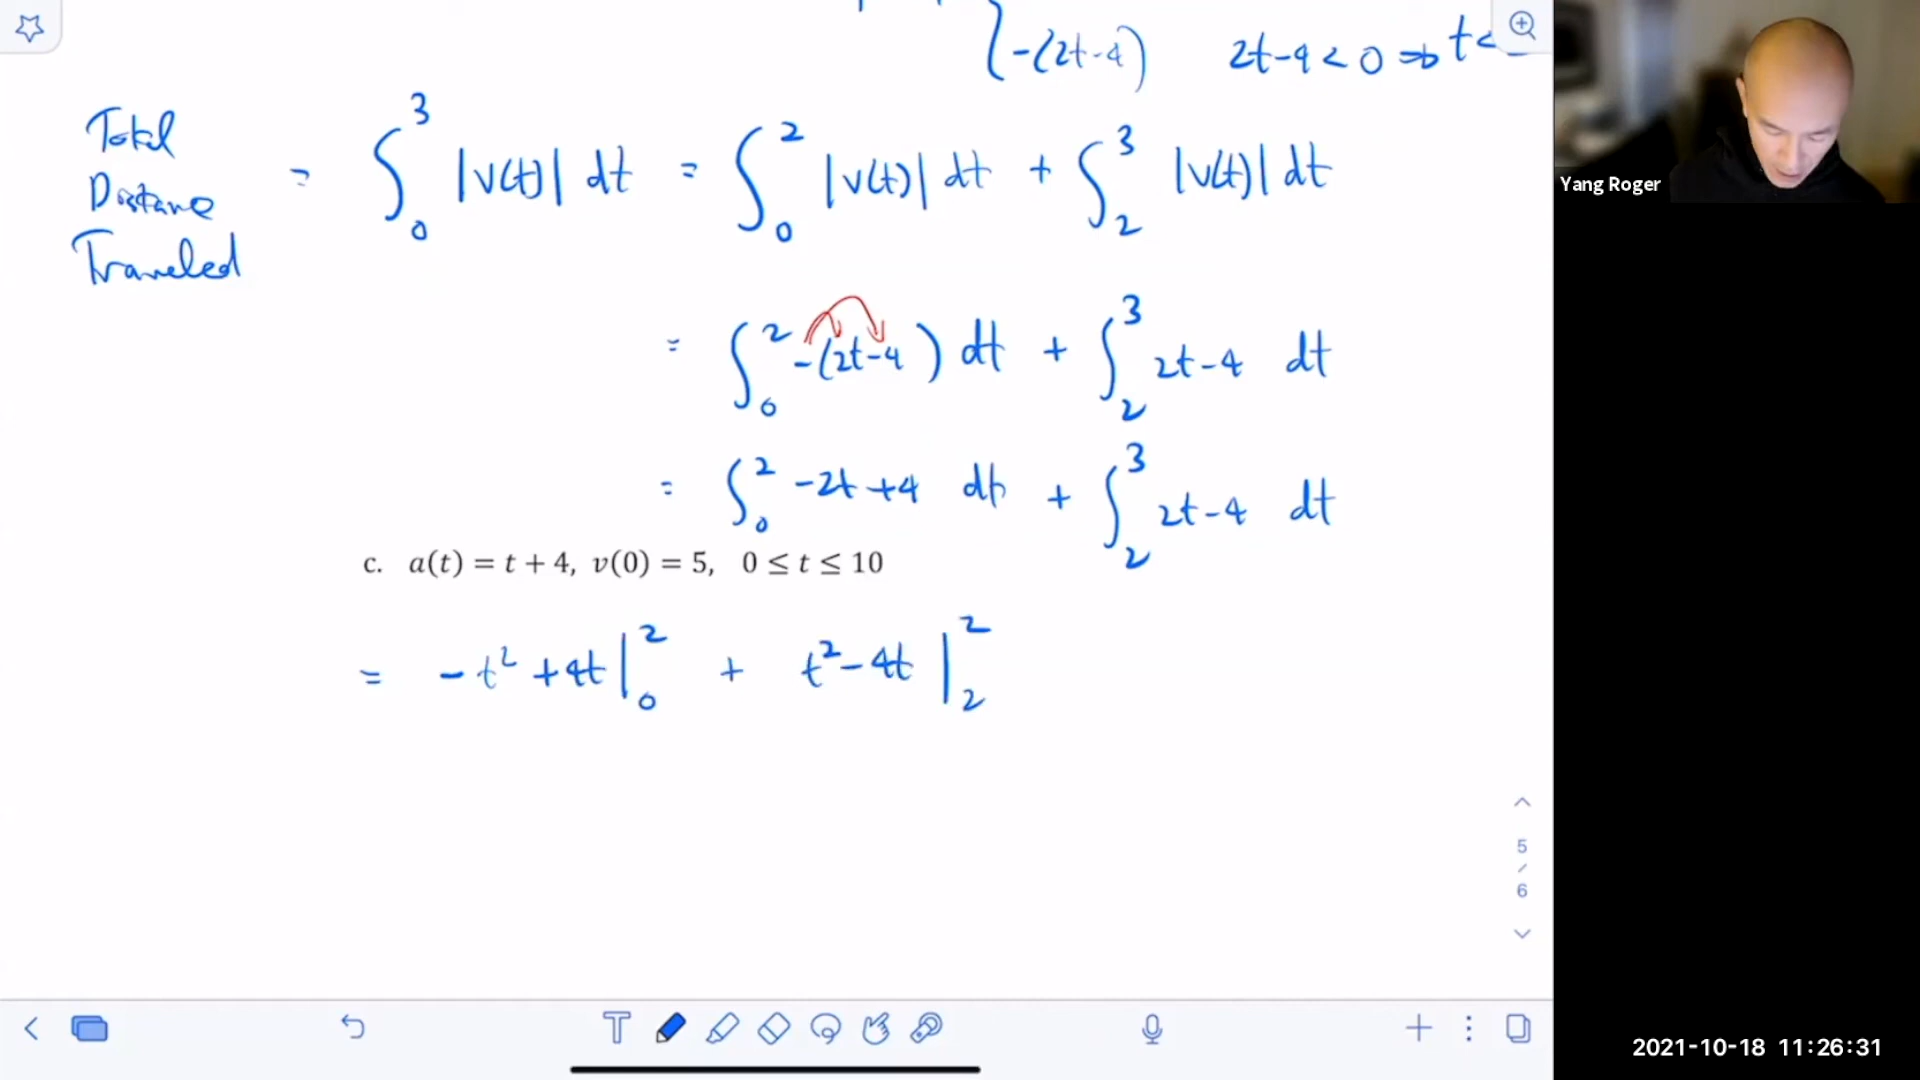 -(2t-4) 2t-4<0 ⇒ t<
Total
Distane
Traveled
= ∫₀³ |v(t)| dt = ∫₀² |v(t)| dt + ∫₂³ |v(t)| dt
= ∫₀² -(2t-4) dt + ∫₂³ 2t-4 dt
= ∫₀² -2t+4 dt + ∫₂³ 2t-4 dt
c. a(t) = t + 4, v(0) = 5, 0 ≤ t ≤ 10
= -t²+4t|₀² + t²-4t|₂²
5
/
6
T
Yang Roger
2021-10-18 11:26:31